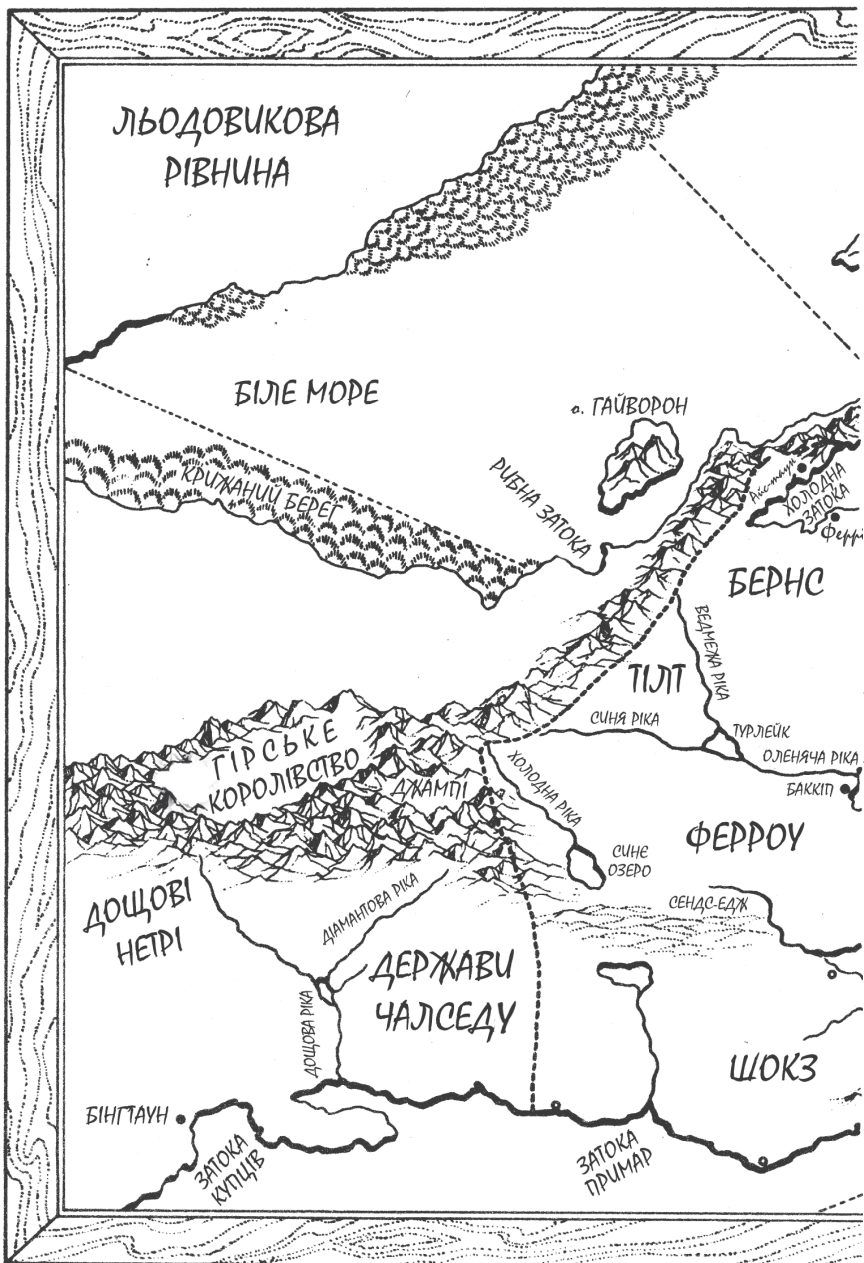 ЛЬОДОВИКОВА
РІВНИНА
БІЛЕ МОРЕ
о. ГАЙВОРОН
РИБНА ЗАТОКА
КРИЖАНИЙ БЕРЕГ
ХОЛОДНА
ЗАТОКА
БЕРНС
ВЕДМЕЖА РІКА
ТІЛТ
СИНЯ РІКА
ТУРЛЕЙК
ОЛЕНЯЧА РІКА
БАККІП
ГІРСЬКЕ
КОРОЛІВСТВО
ДЖАМПІ
ХОЛОДНА РІКА
ФЕРРОУ
СИНЄ
ОЗЕРО
СЕНДС-ЕДЖ
ДОЩОВІ
НЕТРІ
ДІАМАНТОВА РІКА
ДЕРЖАВИ
ЧАЛСЕДУ
ДОЩОВА РІКА
ШОКЗ
БІНГТАУН
ЗАТОКА
КУПЦІВ
ЗАТОКА
ПРИМАР